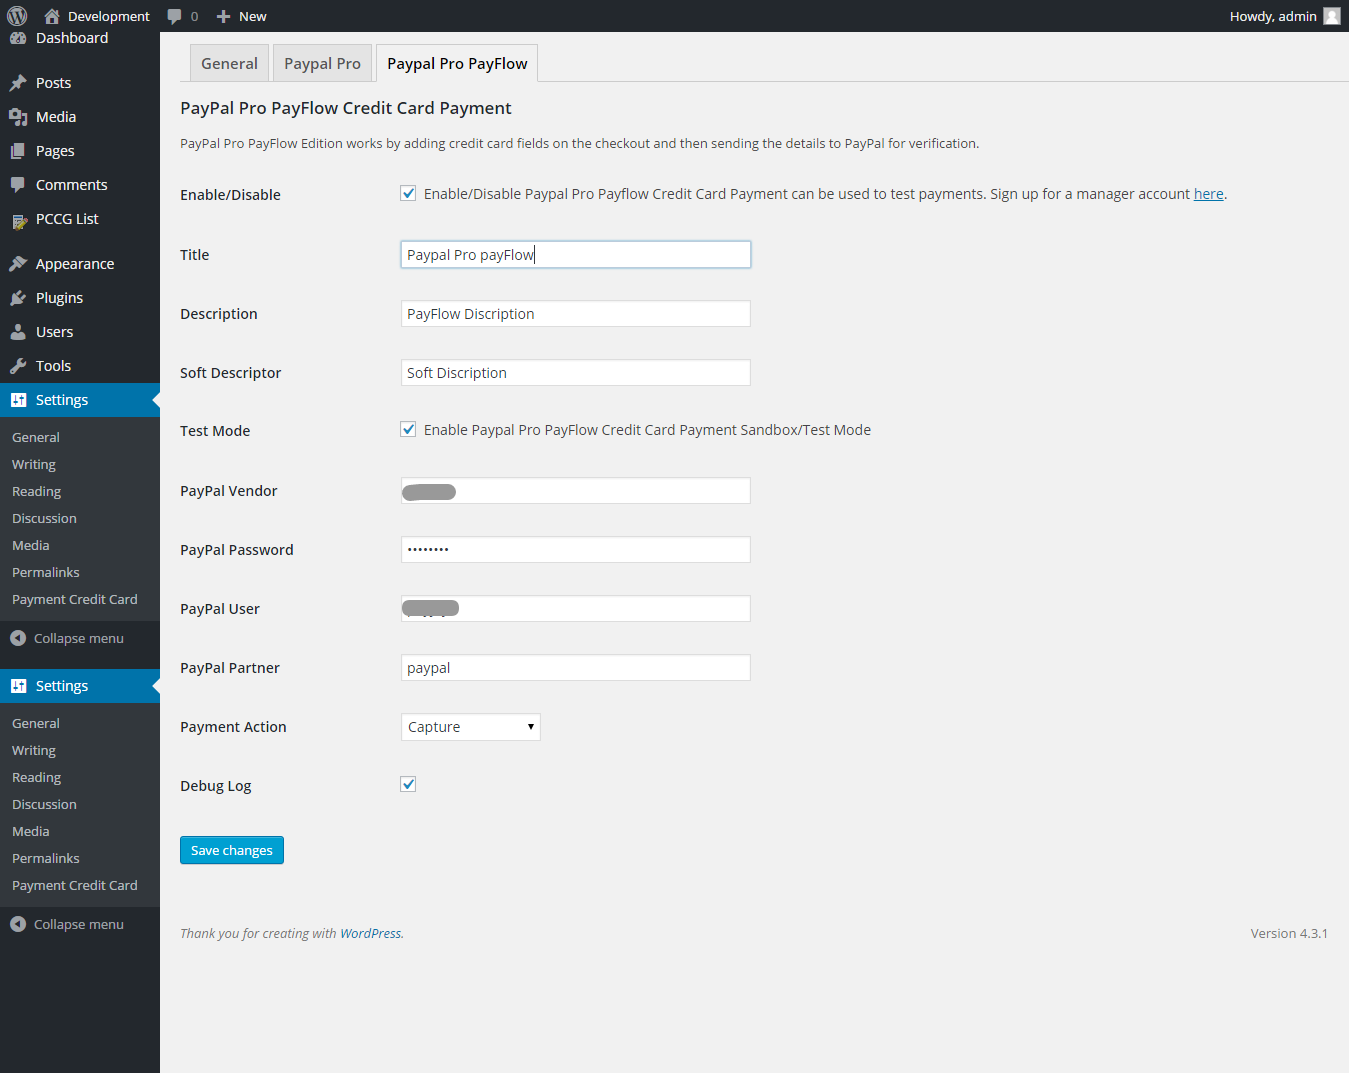 Development 0 New Howdy, admin
Dashboard
Posts
Media
Pages
Comments
PCCG List
Appearance
Plugins
Users
Tools
Settings
General
Writing
Reading
Discussion
Media
Permalinks
Payment Credit Card
Collapse menu
Settings
General
Writing
Reading
Discussion
Media
Permalinks
Payment Credit Card
Collapse menu
General Paypal Pro Paypal Pro PayFlow
PayPal Pro PayFlow Credit Card Payment
PayPal Pro PayFlow Edition works by adding credit card fields on the checkout and then sending the details to PayPal for verification.
Enable/Disable Enable/Disable Paypal Pro Payflow Credit Card Payment can be used to test payments. Sign up for a manager account here.
Title Paypal Pro payFlow
Description PayFlow Discription
Soft Descriptor Soft Discription
Test Mode Enable Paypal Pro PayFlow Credit Card Payment Sandbox/Test Mode
PayPal Vendor
PayPal Password ••••••••
PayPal User
PayPal Partner paypal
Payment Action Capture
Debug Log
Save changes
Thank you for creating with WordPress. Version 4.3.1